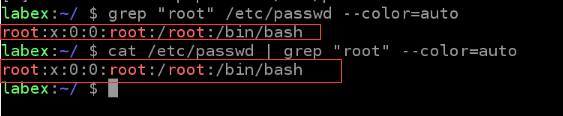 labex:~/ $ grep "root" /etc/passwd --color=auto
root:x:0:0:root:/root:/bin/bash
labex:~/ $ cat /etc/passwd | grep "root" --color=auto
root:x:0:0:root:/root:/bin/bash
labex:~/ $